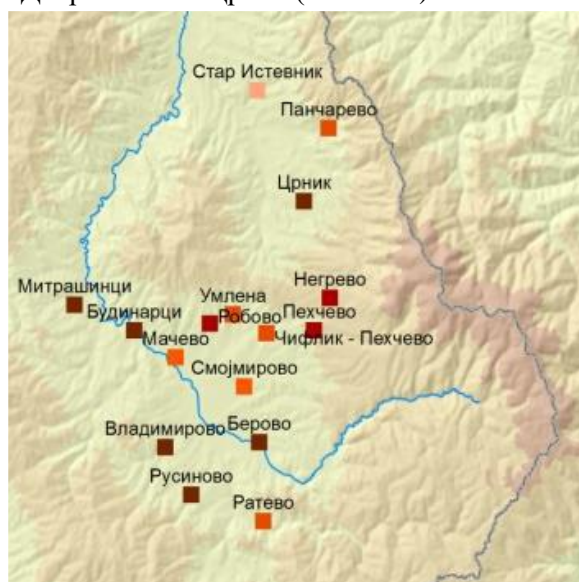 Стар Истевник
Панчарево
Црник
Негрево
Митрашинци
Умлена
Будинарци
Робово
Пехчево
Мачево
Чифлик - Пехчево
Смојмирово
Берово
Владимирово
Русиново
Ратево